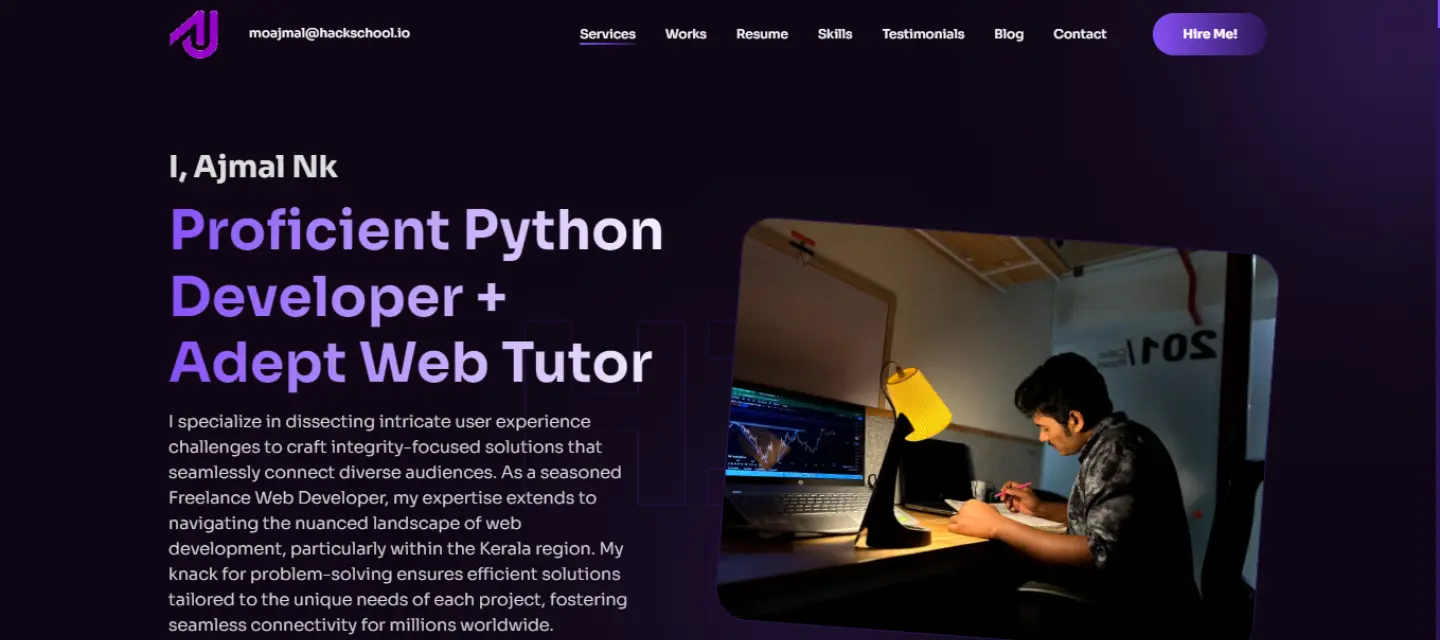 AJ
moajmal@hackschool.io
Services Works Resume Skills Testimonials Blog Contact Hire Me!
I, Ajmal Nk
Proficient Python
Developer +
Adept Web Tutor
I specialize in dissecting intricate user experience
challenges to craft integrity-focused solutions that
seamlessly connect diverse audiences. As a seasoned
Freelance Web Developer, my expertise extends to
navigating the nuanced landscape of web
development, particularly within the Kerala region. My
knack for problem-solving ensures efficient solutions
tailored to the unique needs of each project, fostering
seamless connectivity for millions worldwide.
201/